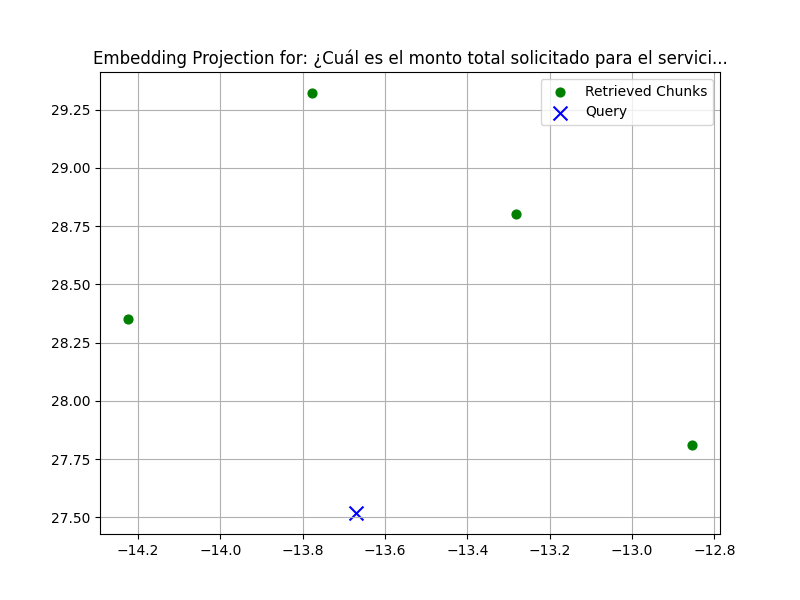 Embedding Projection for: ¿Cuál es el monto total solicitado para el servici...
Retrieved Chunks
Query
29.25
29.00
28.75
28.50
28.25
28.00
27.75
27.50
−14.2 −14.0 −13.8 −13.6 −13.4 −13.2 −13.0 −12.8